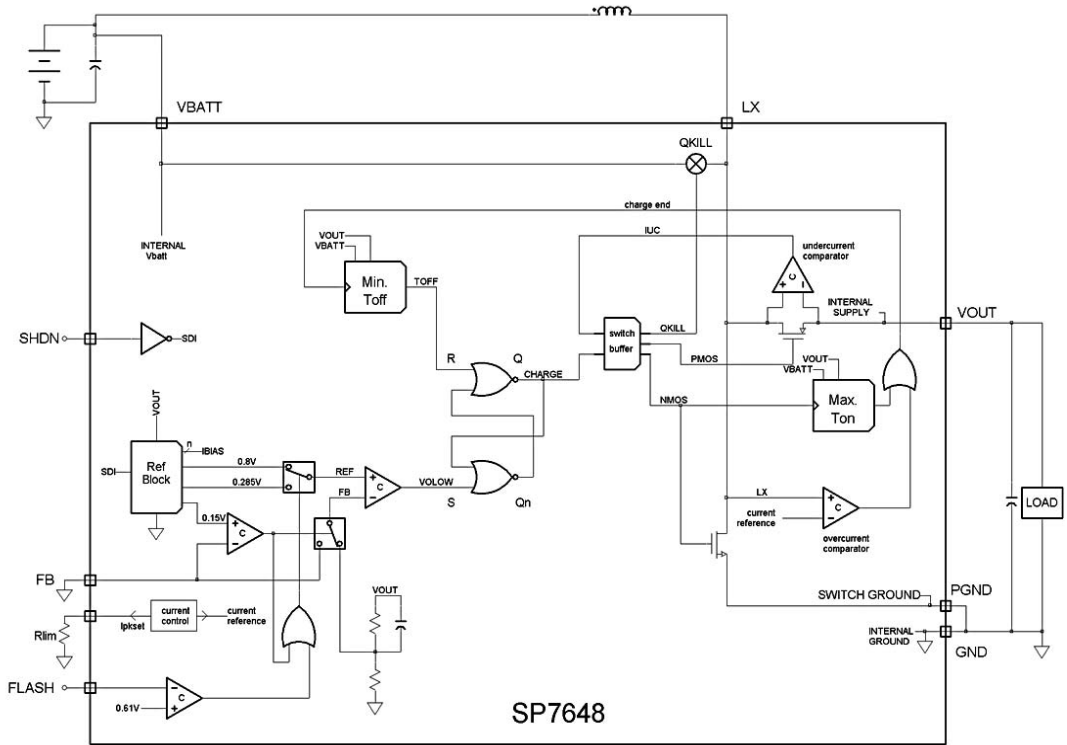 VBATT
LX
QKILL
charge end
INTERNAL
Vbatt
VOUT
VBATT
Min.
Toff
TOFF
IUC
undercurrent
comparator
C
+ −
INTERNAL
SUPPLY
VOUT
SHDN
SDI
switch
buffer
QKILL
PMOS
NMOS
VOUT
VBATT
Max.
Ton
R
Q
CHARGE
VOUT
n
IBIAS
SDI
Ref
Block
0.8V
0.285V
0.15V
REF
FB
+
−
C
VOLOW
S
Qn
+
−
C
LX
current
reference
+
−
C
overcurrent
comparator
LOAD
FB
SWITCH GROUND
PGND
INTERNAL
GROUND
GND
Rlim
Ipkset
current
control
current
reference
VOUT
FLASH
0.61V
−
+
C
SP7648